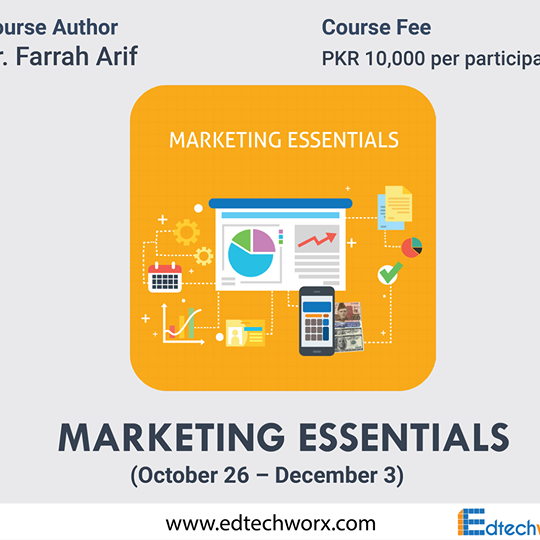 ourse Author
r. Farrah Arif
Course Fee
PKR 10,000 per participa
MARKETING ESSENTIALS
MARKETING ESSENTIALS
(October 26 – December 3)
www.edtechworx.com
Edtechw